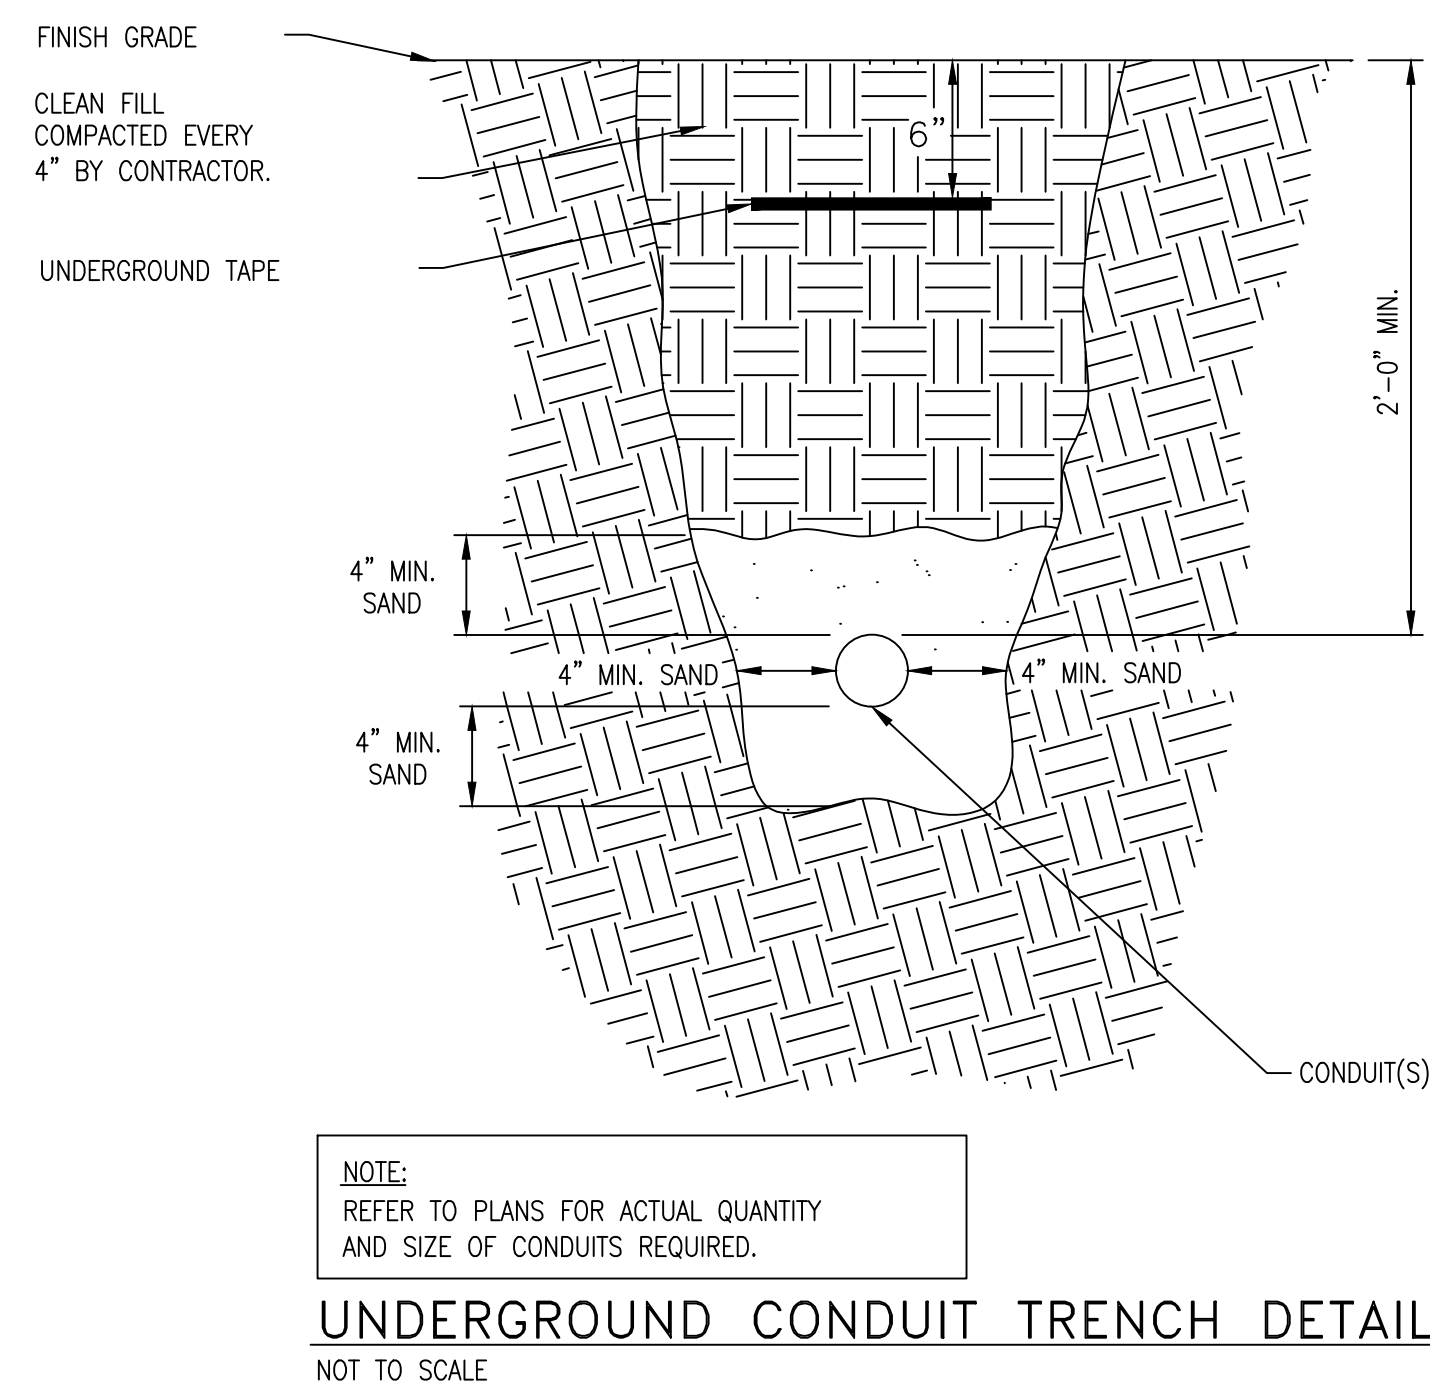 FINISH GRADE
CLEAN FILL
COMPACTED EVERY
4" BY CONTRACTOR.
6"
UNDERGROUND TAPE
2'-0" MIN.
4" MIN.
SAND
4" MIN. SAND
4" MIN. SAND
4" MIN.
SAND
CONDUIT(S)
NOTE:
REFER TO PLANS FOR ACTUAL QUANTITY
AND SIZE OF CONDUITS REQUIRED.
UNDERGROUND CONDUIT TRENCH DETAIL
NOT TO SCALE